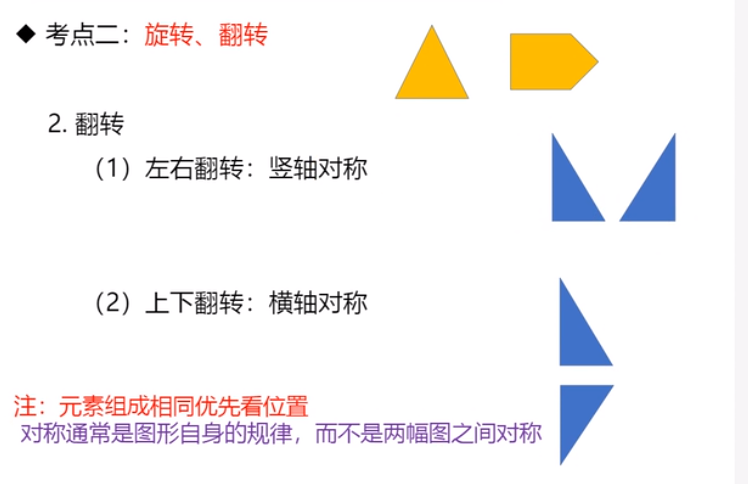 ◆ 考点二：旋转、翻转
2. 翻转
（1）左右翻转：竖轴对称
（2）上下翻转：横轴对称
注：元素组成相同优先看位置
对称通常是图形自身的规律，而不是两幅图之间对称